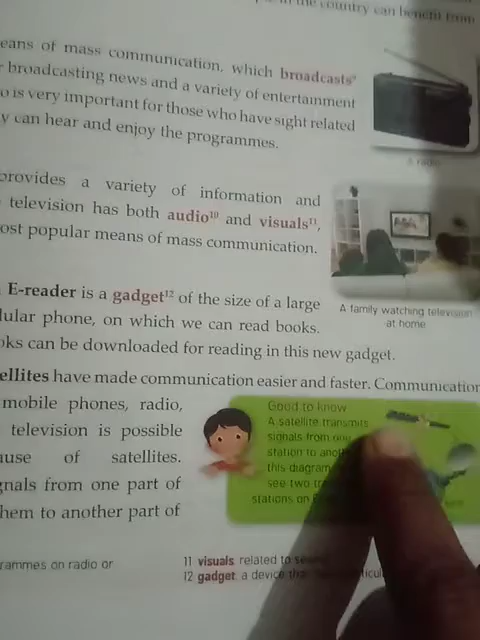 the country can benefit from
eans of mass communication, which broadcasts⁹
broadcasting news and a variety of entertainment
o is very important for those who have sight related
y can hear and enjoy the programmes.
A radio
provides a variety of information and
television has both audio¹⁰ and visuals¹¹,
ost popular means of mass communication.
A family watching television
at home
E-reader is a gadget¹² of the size of a large
lular phone, on which we can read books.
oks can be downloaded for reading in this new gadget.
ellites have made communication easier and faster. Communication
mobile phones, radio,
television is possible
ause of satellites.
gnals from one part of
hem to another part of
Good to know
A satellite transmits
signals from one
station to
this diagram
see two
stations on
rammes on radio or
11 visuals related to
12 gadget a device